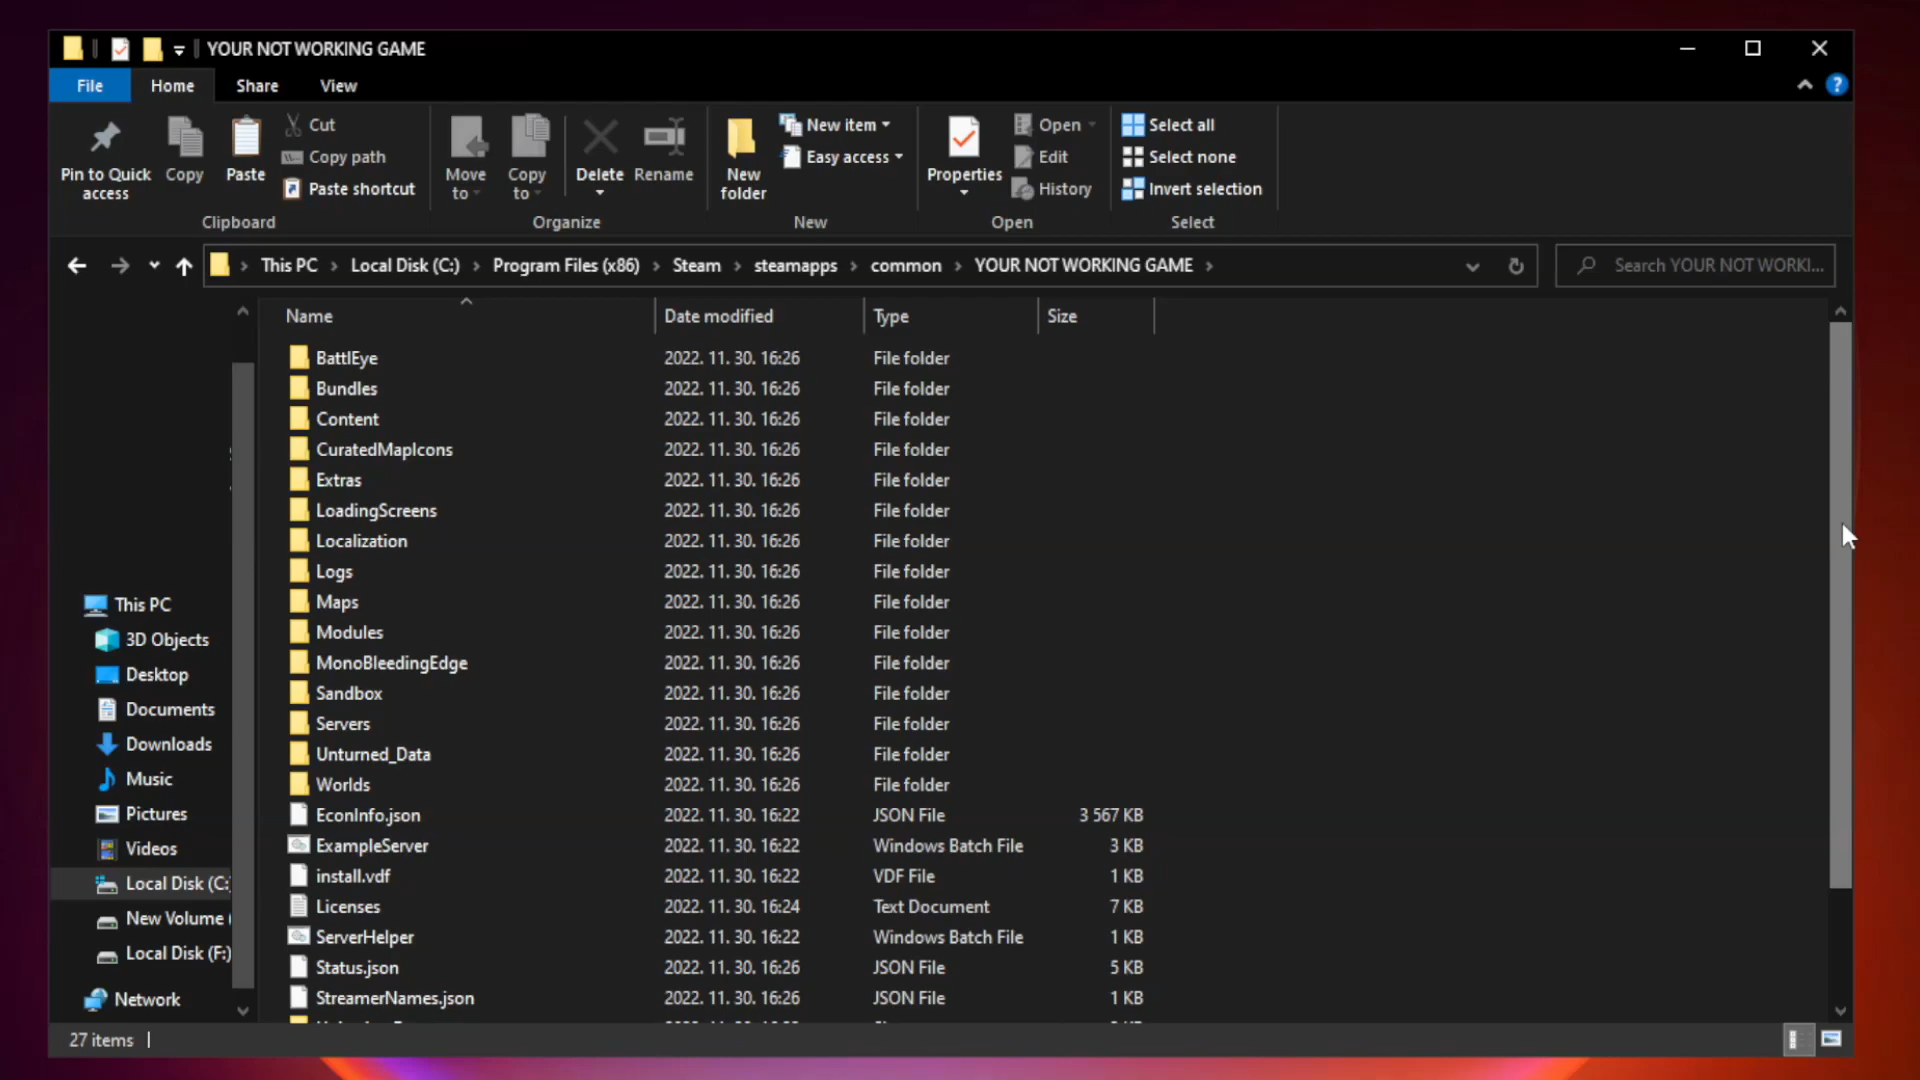 YOUR NOT WORKING GAME
File Home Share View
Pin to Quick access
Copy
Paste
Cut
Copy path
Paste shortcut
Clipboard
Move to
Copy to
Delete
Rename
Organize
New folder
New item
Easy access
New
Properties
Open
Edit
History
Open
Select all
Select none
Invert selection
Select
This PC > Local Disk (C:) > Program Files (x86) > Steam > steamapps > common > YOUR NOT WORKING GAME >
Search YOUR NOT WORKI...
Name Date modified Type Size
BattlEye 2022. 11. 30. 16:26 File folder
Bundles 2022. 11. 30. 16:26 File folder
Content 2022. 11. 30. 16:26 File folder
CuratedMapIcons 2022. 11. 30. 16:26 File folder
Extras 2022. 11. 30. 16:26 File folder
LoadingScreens 2022. 11. 30. 16:26 File folder
Localization 2022. 11. 30. 16:26 File folder
Logs 2022. 11. 30. 16:26 File folder
Maps 2022. 11. 30. 16:26 File folder
Modules 2022. 11. 30. 16:26 File folder
MonoBleedingEdge 2022. 11. 30. 16:26 File folder
Sandbox 2022. 11. 30. 16:26 File folder
Servers 2022. 11. 30. 16:26 File folder
Unturned_Data 2022. 11. 30. 16:26 File folder
Worlds 2022. 11. 30. 16:26 File folder
EconInfo.json 2022. 11. 30. 16:22 JSON File 3 567 KB
ExampleServer 2022. 11. 30. 16:22 Windows Batch File 3 KB
install.vdf 2022. 11. 30. 16:22 VDF File 1 KB
Licenses 2022. 11. 30. 16:24 Text Document 7 KB
ServerHelper 2022. 11. 30. 16:22 Windows Batch File 1 KB
Status.json 2022. 11. 30. 16:26 JSON File 5 KB
StreamerNames.json 2022. 11. 30. 16:26 JSON File 1 KB
This PC
3D Objects
Desktop
Documents
Downloads
Music
Pictures
Videos
Local Disk (C:
New Volume (
Local Disk (F:)
Network
27 items